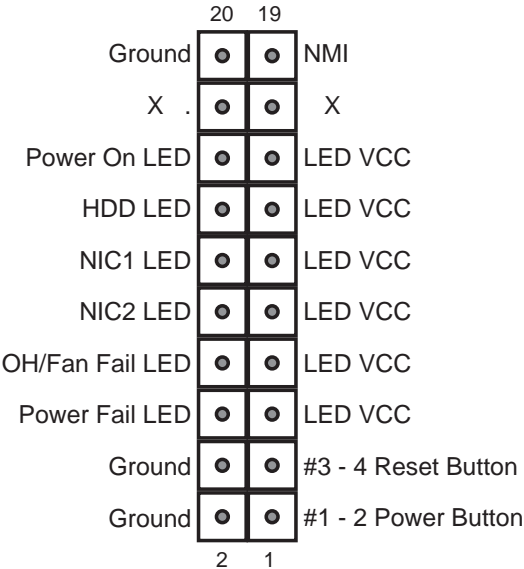 20 19
Ground NMI
X . X
Power On LED LED VCC
HDD LED LED VCC
NIC1 LED LED VCC
NIC2 LED LED VCC
OH/Fan Fail LED LED VCC
Power Fail LED LED VCC
Ground #3 - 4 Reset Button
Ground #1 - 2 Power Button
2 1